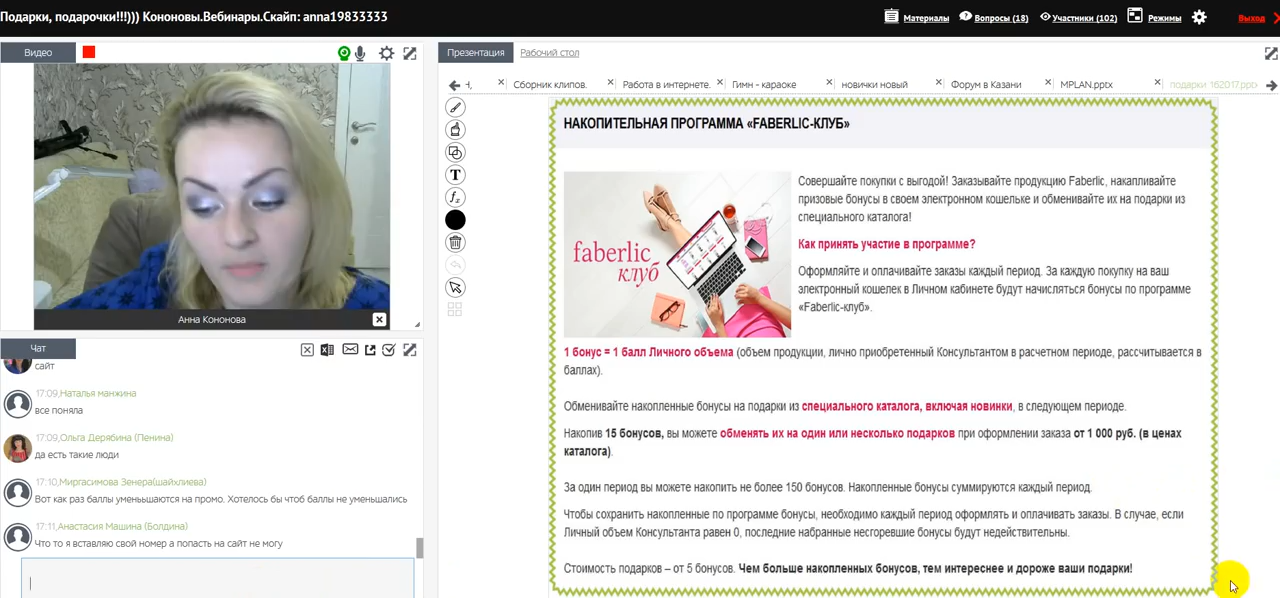 Подарки, подарочки!!!))) Кононовы.Вебинары.Скайп: anna19833333
Материалы Вопросы (18) Участники (102) Режимы Выход
Видео
Анна Кононова
Чат
сайт
17:09,Наталья манжина
все поняла
17:09,Ольга Дерябина (Пенина)
да есть такие люди
17:10,Миргасимова Зенера(шайхлиева)
Вот как раз баллы уменьшаются на промо. Хотелось бы чтоб баллы не уменьшались
17:11,Анастасия Машина (Болдина)
Что то я вставляю свой номер а попасть на сайт не могу
Презентация Рабочий стол
Сборник клипов. Работа в интернете. Гимн - караоке новички новый Форум в Казани MPLAN.pptx подарки 162017.pptx
НАКОПИТЕЛЬНАЯ ПРОГРАММА «FABERLIC-КЛУБ»
faberlic
клуб
Совершайте покупки с выгодой! Заказывайте продукцию Faberlic, накапливайте
призовые бонусы в своем электронном кошельке и обменивайте их на подарки из
специального каталога!
Как принять участие в программе?
Оформляйте и оплачивайте заказы каждый период. За каждую покупку на ваш
электронный кошелек в Личном кабинете будут начисляться бонусы по программе
«Faberlic-клуб».
1 бонус = 1 балл Личного объема (объем продукции, лично приобретенный Консультантом в расчетном периоде, рассчитывается в
баллах).
Обменивайте накопленные бонусы на подарки из специального каталога, включая новинки, в следующем периоде.
Накопив 15 бонусов, вы можете обменять их на один или несколько подарков при оформлении заказа от 1 000 руб. (в ценах
каталога).
За один период вы можете накопить не более 150 бонусов. Накопленные бонусы суммируются каждый период.
Чтобы сохранить накопленные по программе бонусы, необходимо каждый период оформлять и оплачивать заказы. В случае, если
Личный объем Консультанта равен 0, последние набранные несгоревшие бонусы будут недействительны.
Стоимость подарков – от 5 бонусов. Чем больше накопленных бонусов, тем интереснее и дороже ваши подарки!